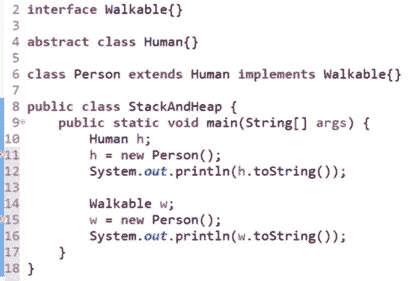 2 interface Walkable{}
3
4 abstract class Human{}
5
6 class Person extends Human implements Walkable{}
7
8 public class StackAndHeap {
9     public static void main(String[] args) {
10         Human h;
11         h = new Person();
12         System.out.println(h.toString());
13
14         Walkable w;
15         w = new Person();
16         System.out.println(w.toString());
17     }
18 }